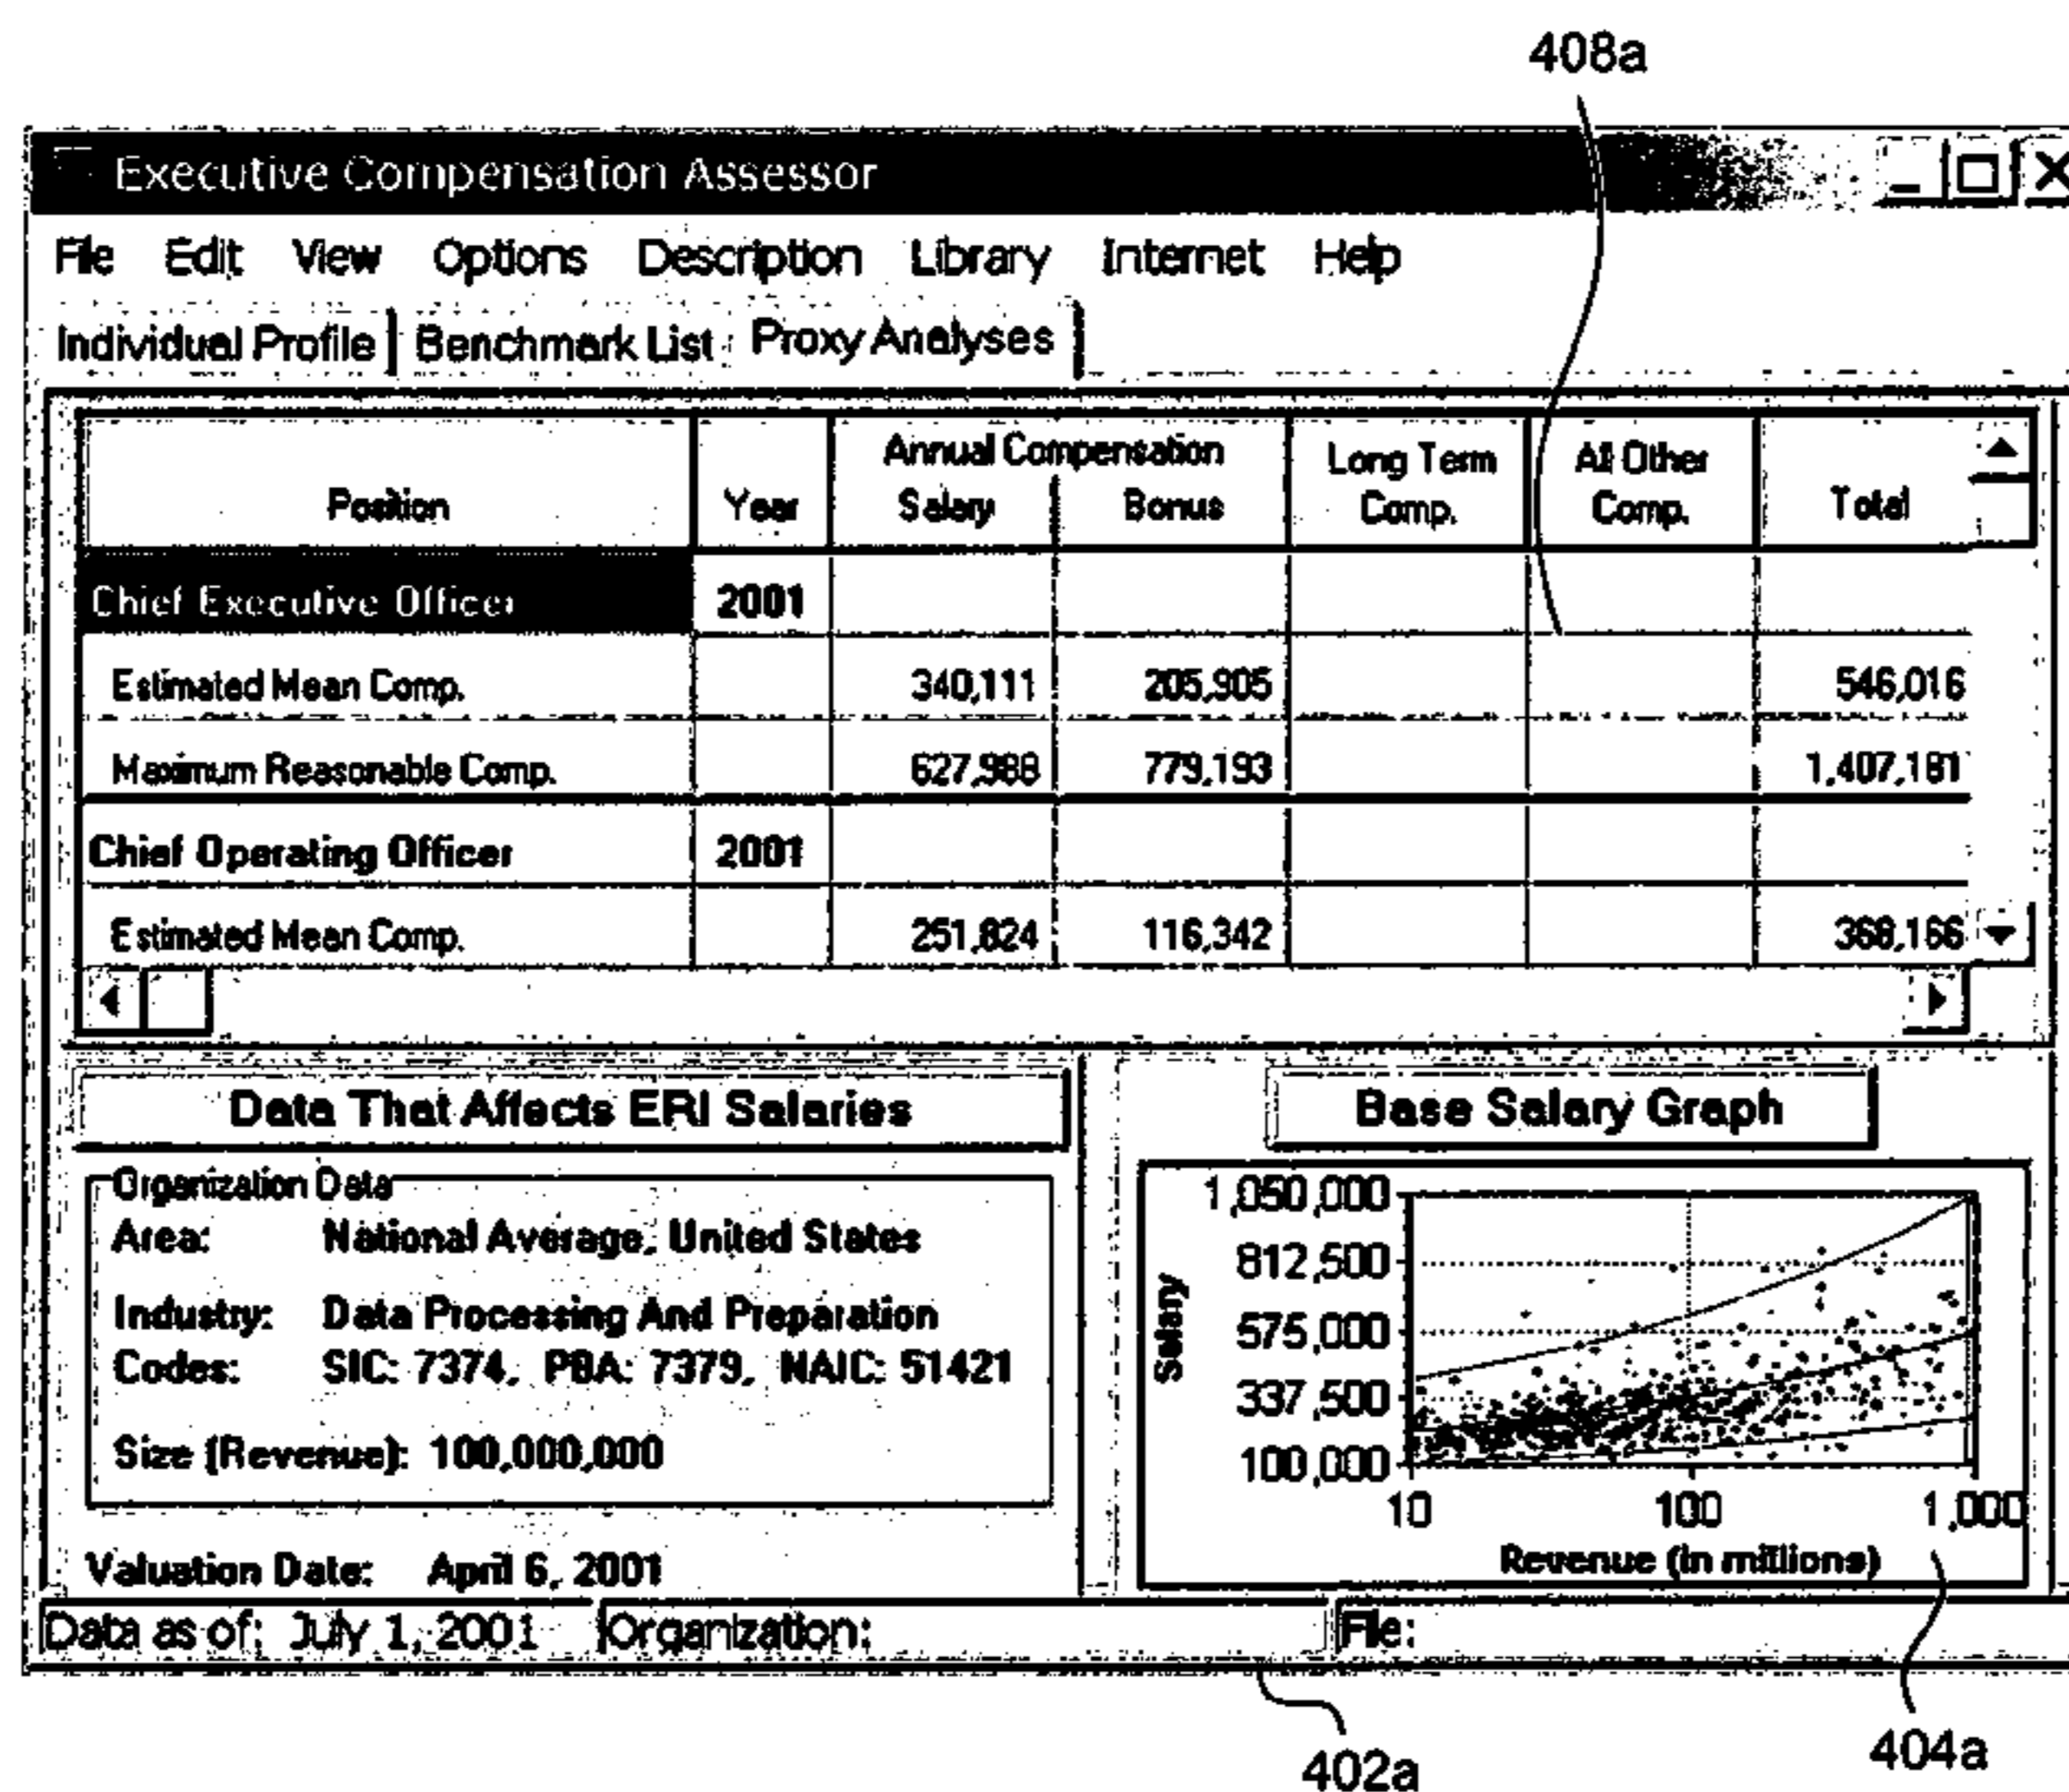 408a
Executive Compensation Assessor
File Edit View Options Description Library Internet Help
Individual Profile Benchmark List Proxy Analyses
Position Year Annual Compensation Salary Bonus Long Term Comp. All Other Comp. Total
Chief Executive Officer 2001
Estimated Mean Comp. 340,111 205,905 546,016
Maximum Reasonable Comp. 627,988 779,193 1,407,181
Chief Operating Officer 2001
Estimated Mean Comp. 251,824 116,342 368,166
Data That Affects ERI Salaries
Organization Data
Area: National Average, United States
Industry: Data Processing And Preparation
Codes: SIC: 7374, PBA: 7379, NAIC: 51421
Size (Revenue): 100,000,000
Valuation Date: April 6, 2001
Base Salary Graph
Salary
1,050,000
812,500
575,000
337,500
100,000
10 100 1,000
Revenue (in millions)
Data as of: July 1, 2001 Organization: File:
402a
404a